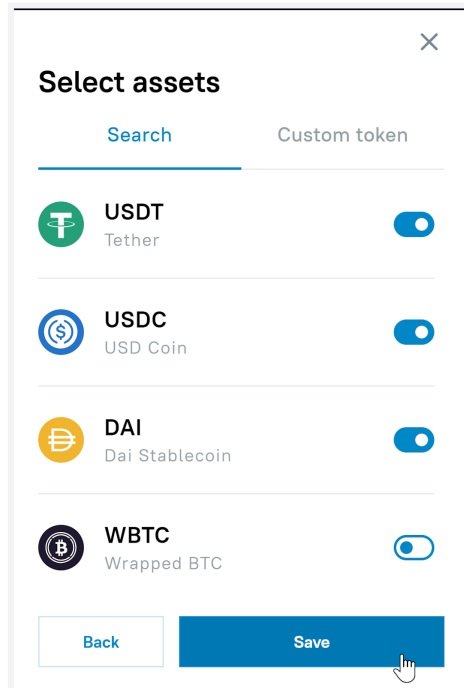 Select assets
Search
Custom token
USDT
Tether
USDC
USD Coin
DAI
Dai Stablecoin
WBTC
Wrapped BTC
Back
Save